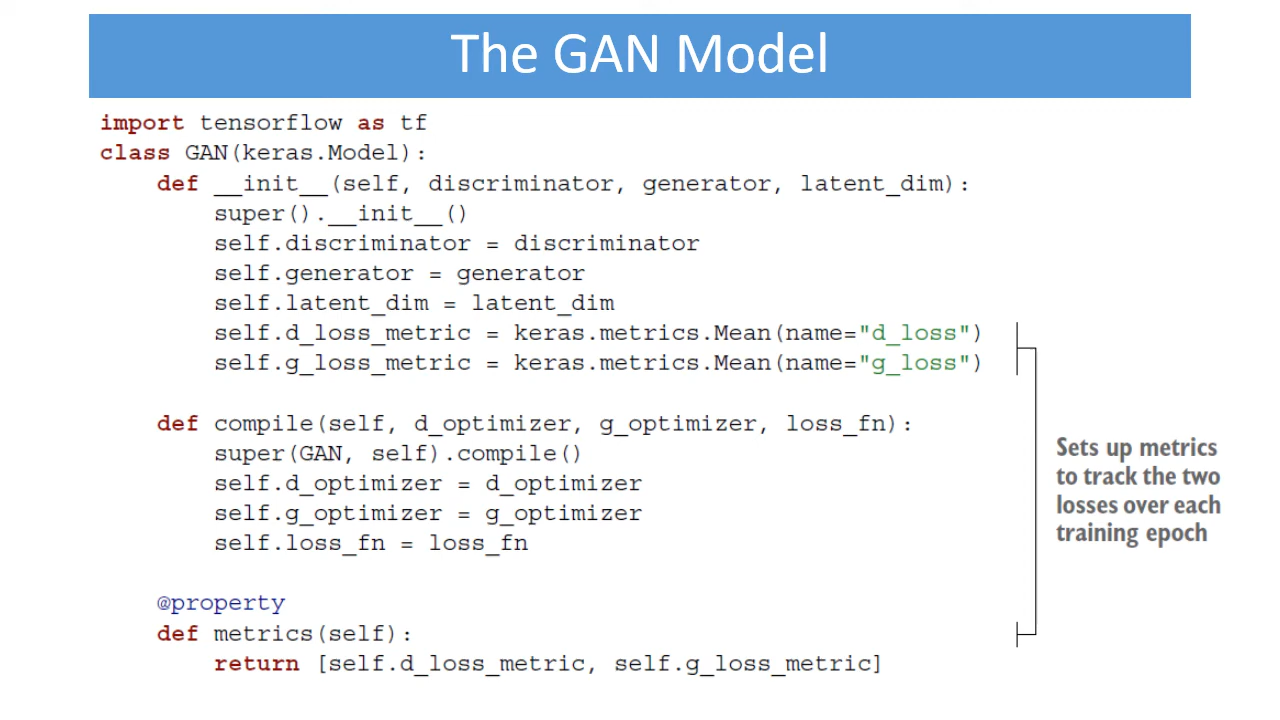 The GAN Model
import tensorflow as tf
class GAN(keras.Model):
    def __init__(self, discriminator, generator, latent_dim):
        super().__init__()
        self.discriminator = discriminator
        self.generator = generator
        self.latent_dim = latent_dim
        self.d_loss_metric = keras.metrics.Mean(name="d_loss")
        self.g_loss_metric = keras.metrics.Mean(name="g_loss")
    def compile(self, d_optimizer, g_optimizer, loss_fn):
        super(GAN, self).compile()
        self.d_optimizer = d_optimizer
        self.g_optimizer = g_optimizer
        self.loss_fn = loss_fn
    @property
    def metrics(self):
        return [self.d_loss_metric, self.g_loss_metric]
Sets up metrics
to track the two
losses over each
training epoch